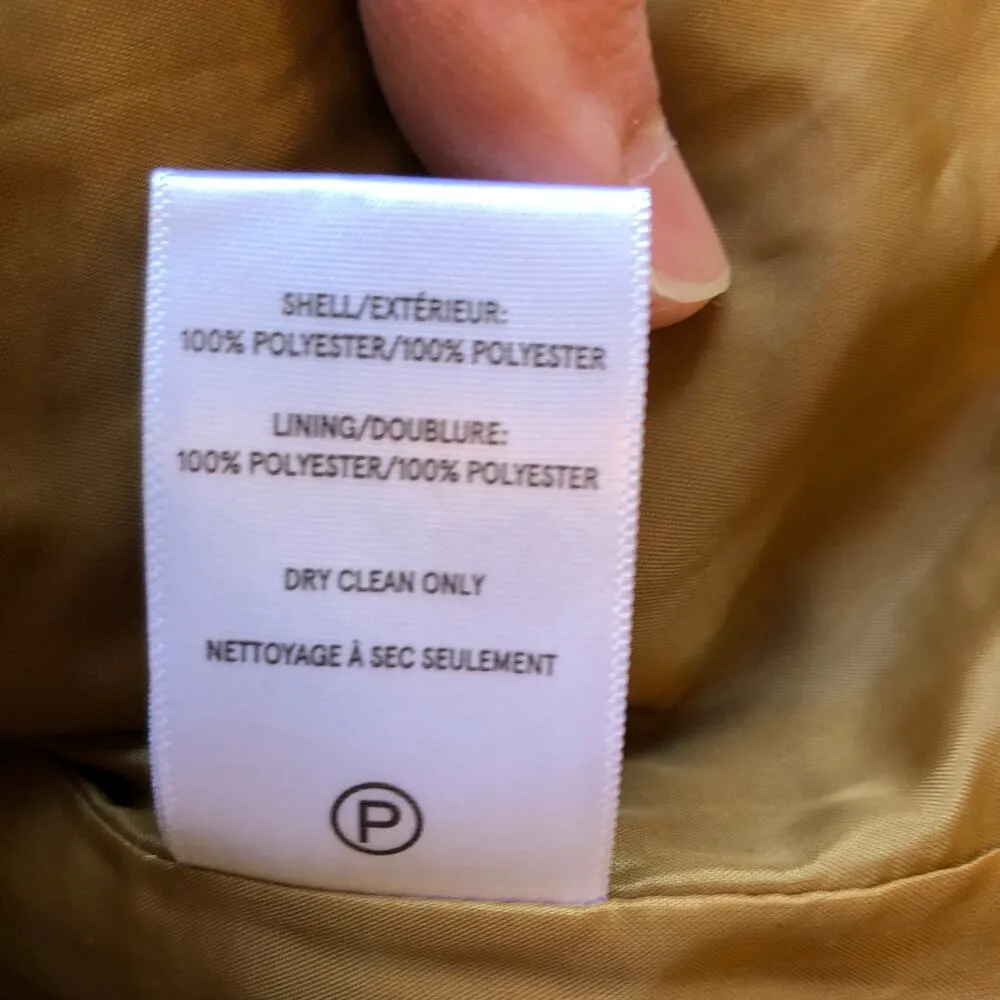 SHELL/EXTÉRIEUR:
100% POLYESTER/100% POLYESTER
LINING/DOUBLURE:
100% POLYESTER/100% POLYESTER
DRY CLEAN ONLY
NETTOYAGE À SEC SEULEMENT
P